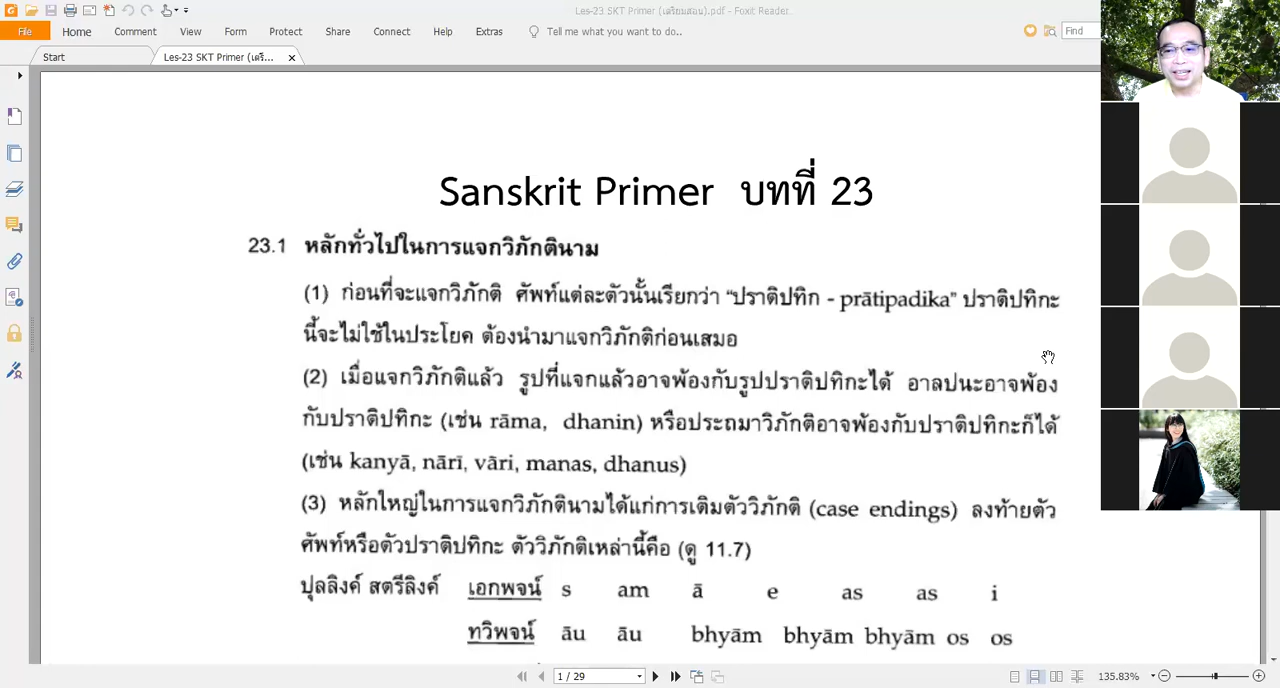 Les-23 SKT Primer (เตรียมสอน).pdf - Foxit Reader
File Home Comment View Form Protect Share Connect Help Extras Tell me what you want to do.. Find
Start Les-23 SKT Primer (เตรี...
Sanskrit Primer บทที่ 23
23.1 หลักทั่วไปในการแจกวิภักตินาม
(1) ก่อนที่จะแจกวิภักติ ศัพท์แต่ละตัวนั้นเรียกว่า "ปราติปทิก - prātipadika" ปราติปทิกะ
นี้จะไม่ใช้ในประโยค ต้องนำมาแจกวิภักติก่อนเสมอ
(2) เมื่อแจกวิภักติแล้ว รูปที่แจกแล้วอาจพ้องกับรูปปราติปทิกะได้ อาลปนะอาจพ้อง
กับปราติปทิกะ (เช่น rāma, dhanin) หรือประถมาวิภักติอาจพ้องกับปราติปทิกะก็ได้
(เช่น kanyā, nārī, vāri, manas, dhanus)
(3) หลักใหญ่ในการแจกวิภักตินามได้แก่การเติมตัววิภักติ (case endings) ลงท้ายตัว
ศัพท์หรือตัวปราติปทิกะ ตัววิภักติเหล่านี้คือ (ดู 11.7)
ปุลลิงค์ สตรีลิงค์ เอกพจน์ s am ā e as as i
ทวิพจน์ āu āu bhyām bhyām bhyām os os
1 / 29 135.83%